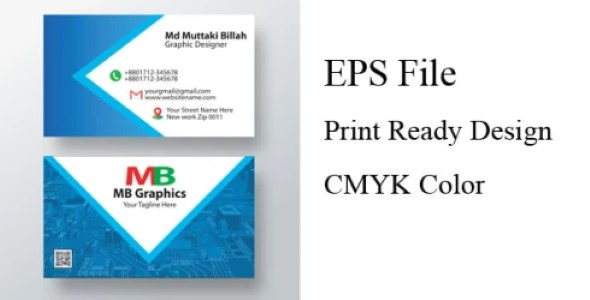 Md Muttaki Billah
Graphic Designer
+8801712-345678
+8801712-345678
yourgmail@gmail.com
www.websitename.com
Your Street Name Here
New work Zip 0011
MB
MB Graphics
Your Tagline Here
EPS File
Print Ready Design
CMYK Color